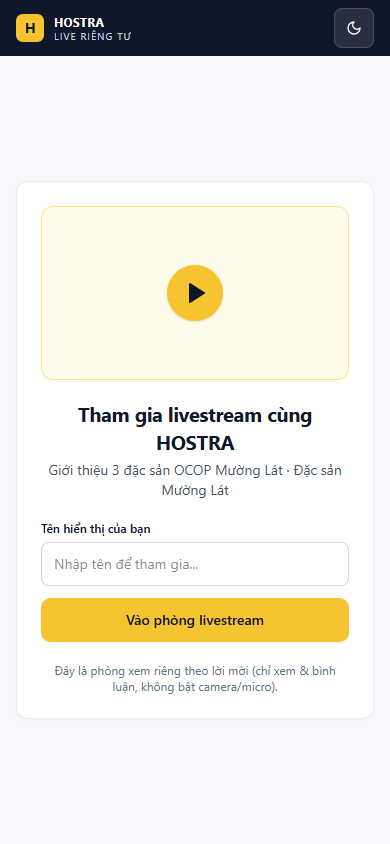 H
HOSTRA
LIVE RIÊNG TƯ
Tham gia livestream cùng
HOSTRA
Giới thiệu 3 đặc sản OCOP Mường Lát · Đặc sản
Mường Lát
Tên hiển thị của bạn
Nhập tên để tham gia...
Vào phòng livestream
Đây là phòng xem riêng theo lời mời (chỉ xem & bình
luận, không bật camera/micro).